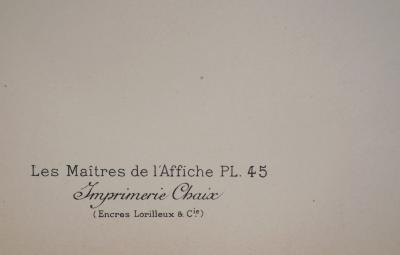 Les Maîtres de l'Affiche PL. 45
Imprimerie Chaix
(Encres Lorilleux & Cie)